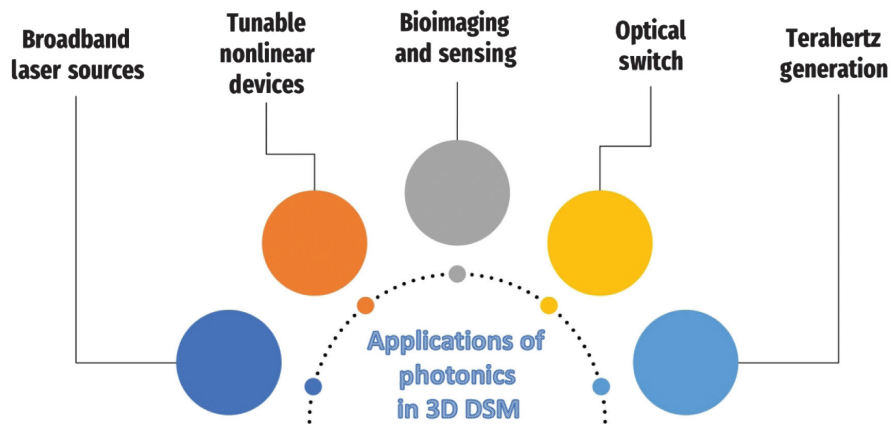 Broadband
laser sources
Tunable
nonlinear
devices
Bioimaging
and sensing
Optical
switch
Terahertz
generation
Applications of
photonics
in 3D DSM